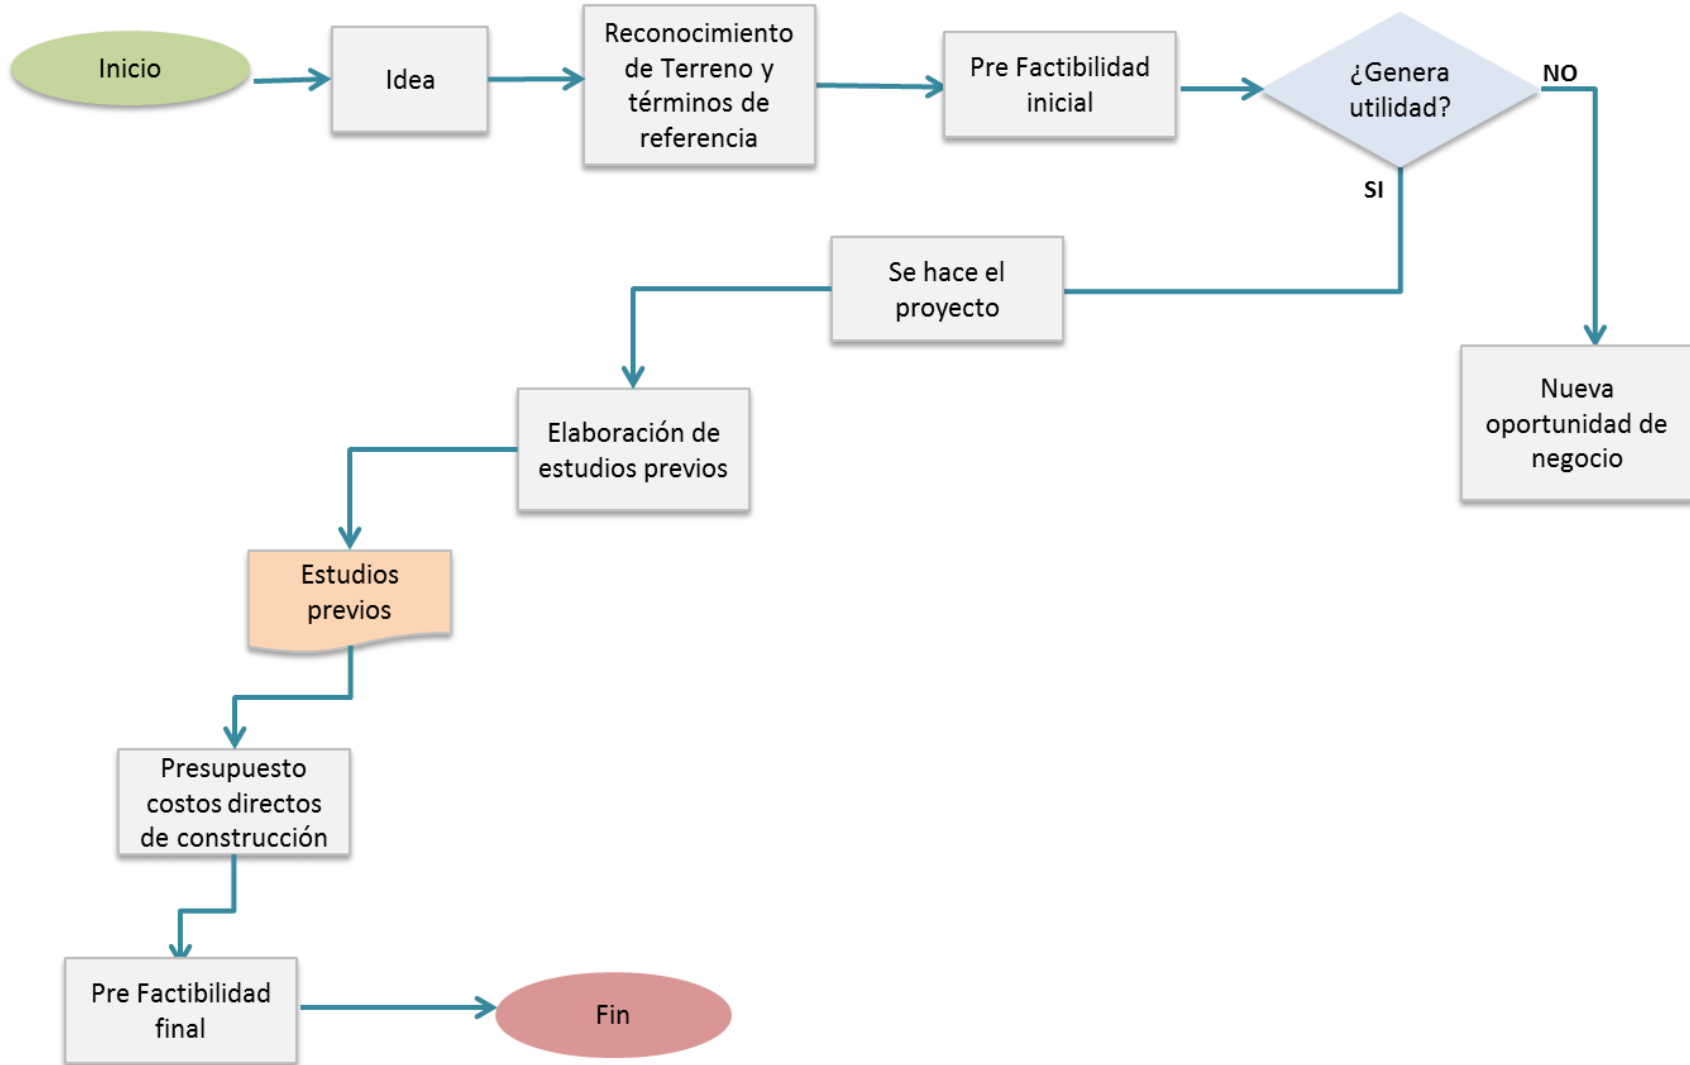 Inicio
Idea
Reconocimiento
de Terreno y
términos de
referencia
Pre Factibilidad
inicial
¿Genera
utilidad?
NO
SI
Se hace el
proyecto
Nueva
oportunidad de
negocio
Elaboración de
estudios previos
Estudios
previos
Presupuesto
costos directos
de construcción
Pre Factibilidad
final
Fin